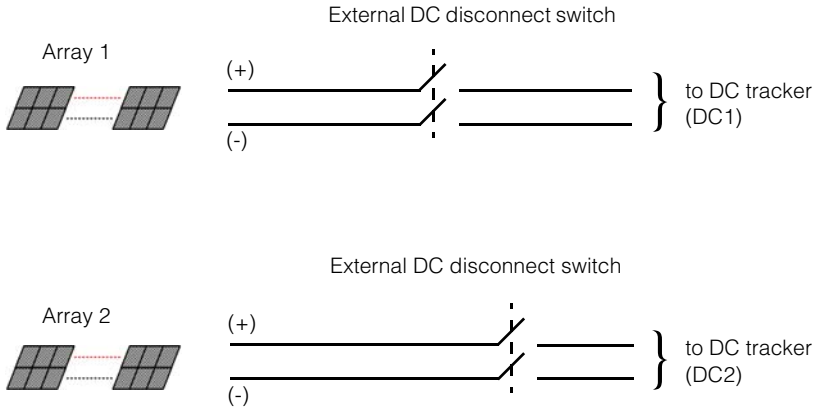 External DC disconnect switch
Array 1
(+)
(-)
to DC tracker
(DC1)
External DC disconnect switch
Array 2
(+)
(-)
to DC tracker
(DC2)